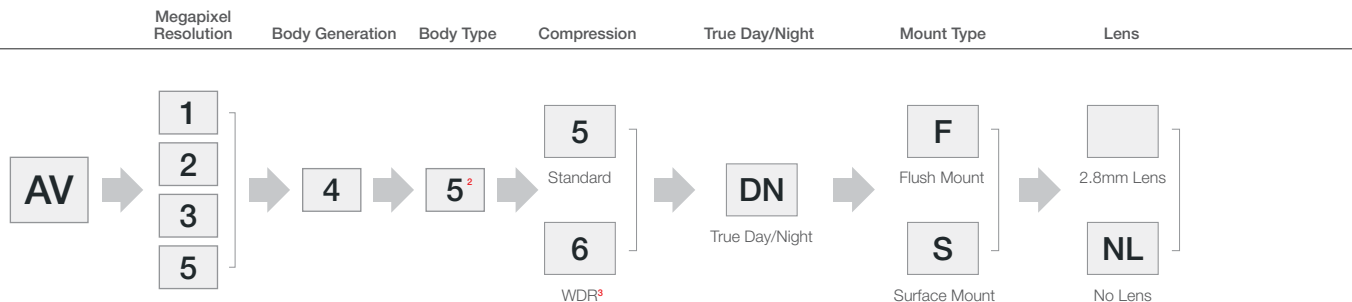 Megapixel
Resolution
Body Generation
Body Type
Compression
True Day/Night
Mount Type
Lens
AV
1
2
3
5
4
5²
5
Standard
6
WDR³
DN
True Day/Night
F
Flush Mount
S
Surface Mount
2.8mm Lens
NL
No Lens